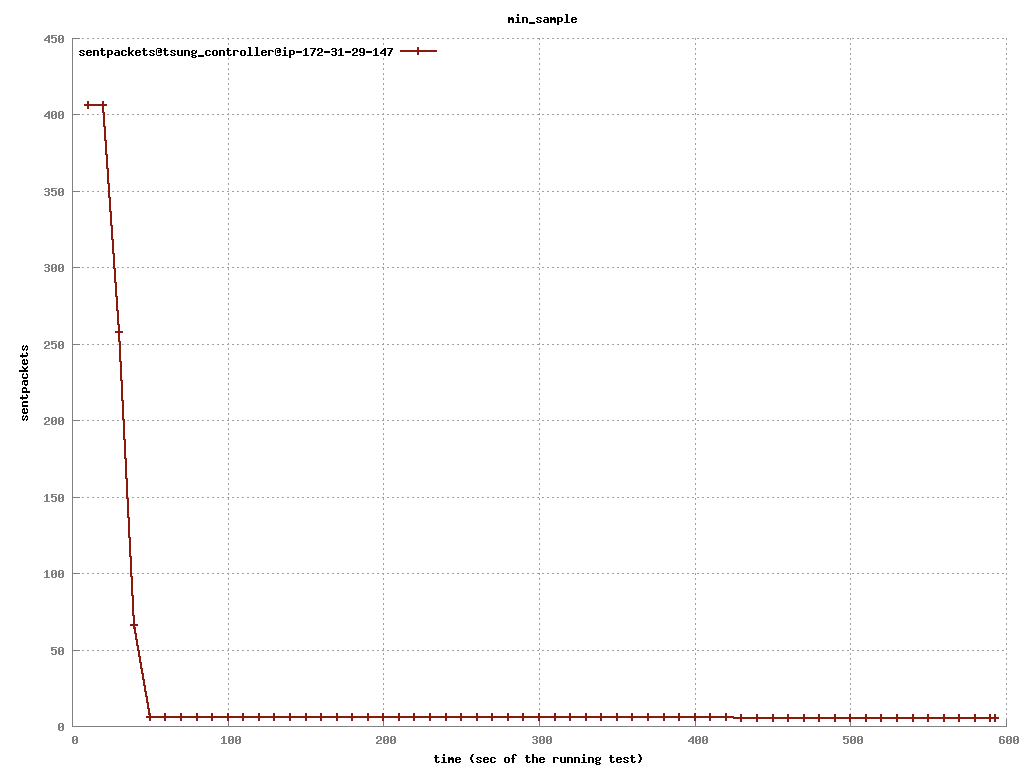 min_sample
sentpackets@tsung_controller@ip-172-31-29-147
450
400
350
300
250
200
150
100
50
0
sentpackets
0 100 200 300 400 500 600
time (sec of the running test)